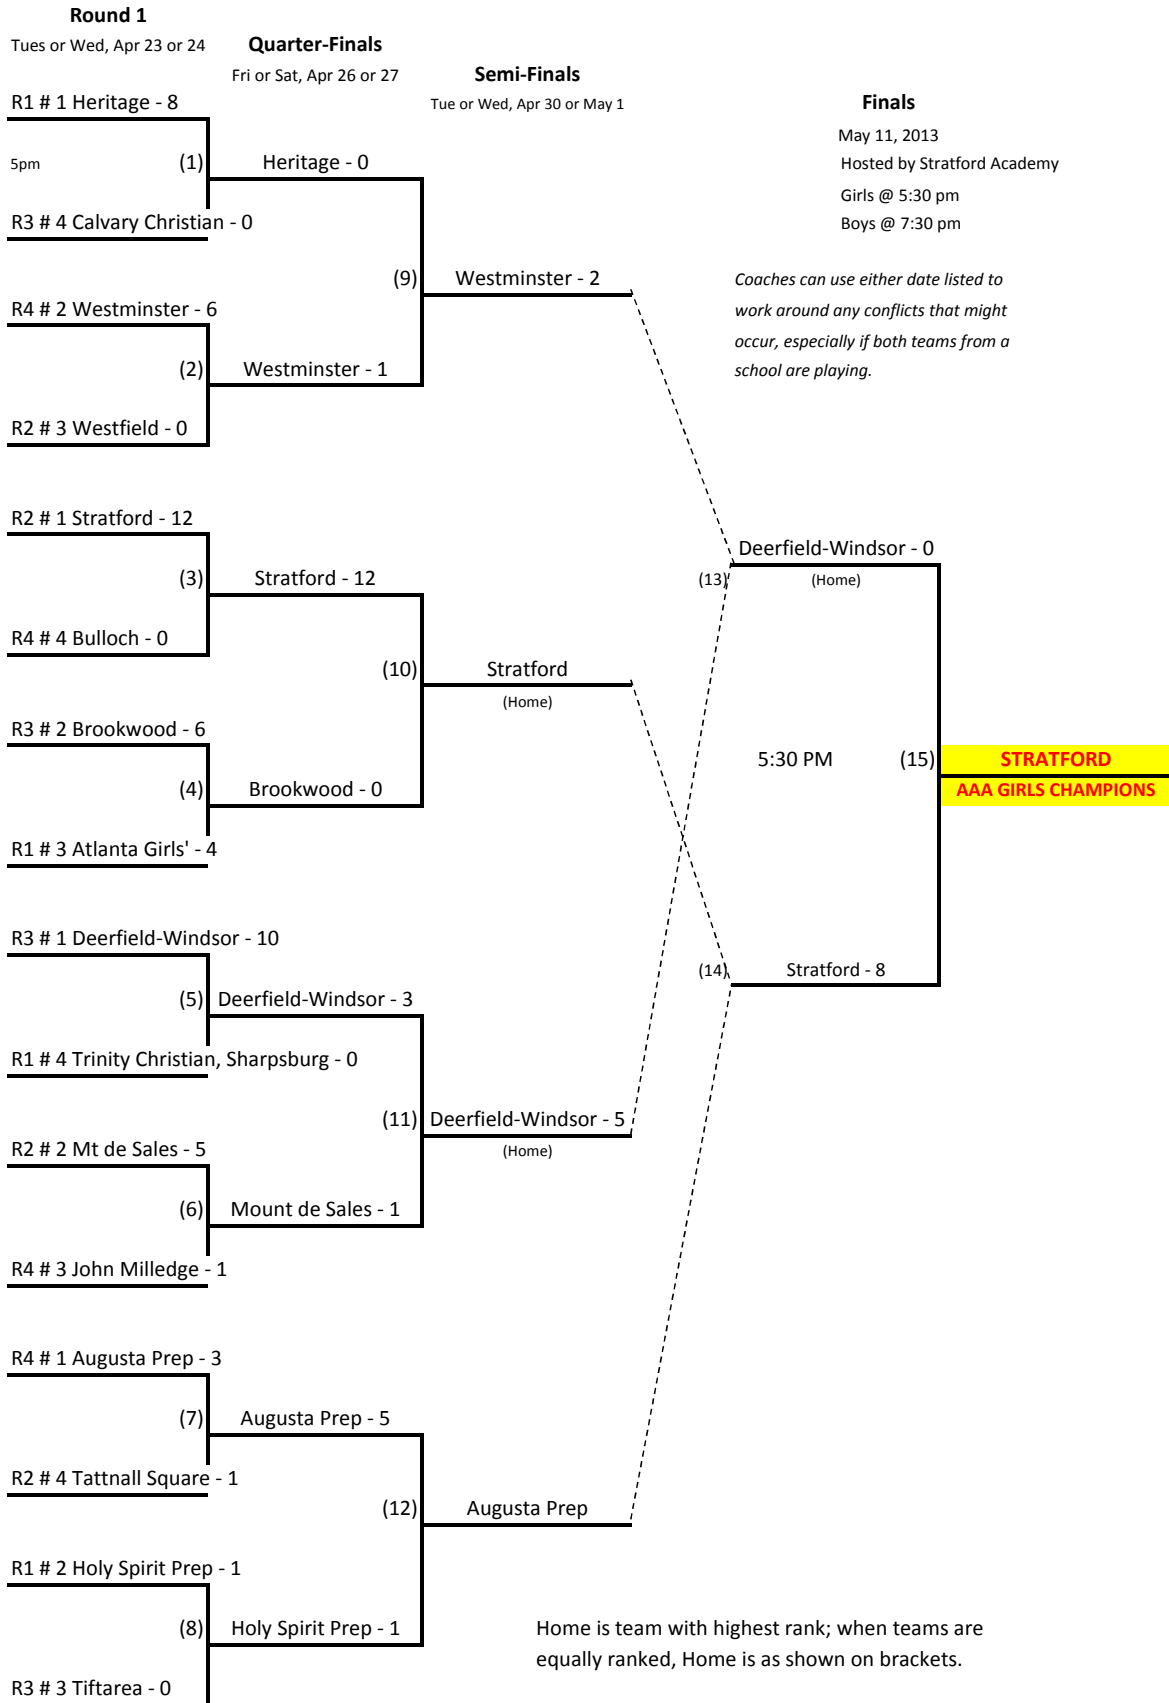 Round 1
Tues or Wed, Apr 23 or 24
Quarter-Finals
Fri or Sat, Apr 26 or 27
Semi-Finals
Tue or Wed, Apr 30 or May 1
Finals
May 11, 2013
Hosted by Stratford Academy
Girls @ 5:30 pm
Boys @ 7:30 pm
Coaches can use either date listed to
work around any conflicts that might
occur, especially if both teams from a
school are playing.
R1 # 1 Heritage - 8
5pm
(1)
Heritage - 0
R3 # 4 Calvary Christian - 0
(9)
Westminster - 2
R4 # 2 Westminster - 6
(2)
Westminster - 1
R2 # 3 Westfield - 0
R2 # 1 Stratford - 12
(3)
Stratford - 12
R4 # 4 Bulloch - 0
(10)
Stratford
(Home)
R3 # 2 Brookwood - 6
(4)
Brookwood - 0
R1 # 3 Atlanta Girls' - 4
Deerfield-Windsor - 0
(13)
(Home)
5:30 PM
(15)
STRATFORD
AAA GIRLS CHAMPIONS
(14)
Stratford - 8
R3 # 1 Deerfield-Windsor - 10
(5)
Deerfield-Windsor - 3
R1 # 4 Trinity Christian, Sharpsburg - 0
(11)
Deerfield-Windsor - 5
(Home)
R2 # 2 Mt de Sales - 5
(6)
Mount de Sales - 1
R4 # 3 John Milledge - 1
R4 # 1 Augusta Prep - 3
(7)
Augusta Prep - 5
R2 # 4 Tattnall Square - 1
(12)
Augusta Prep
R1 # 2 Holy Spirit Prep - 1
(8)
Holy Spirit Prep - 1
R3 # 3 Tiftarea - 0
Home is team with highest rank; when teams are
equally ranked, Home is as shown on brackets.